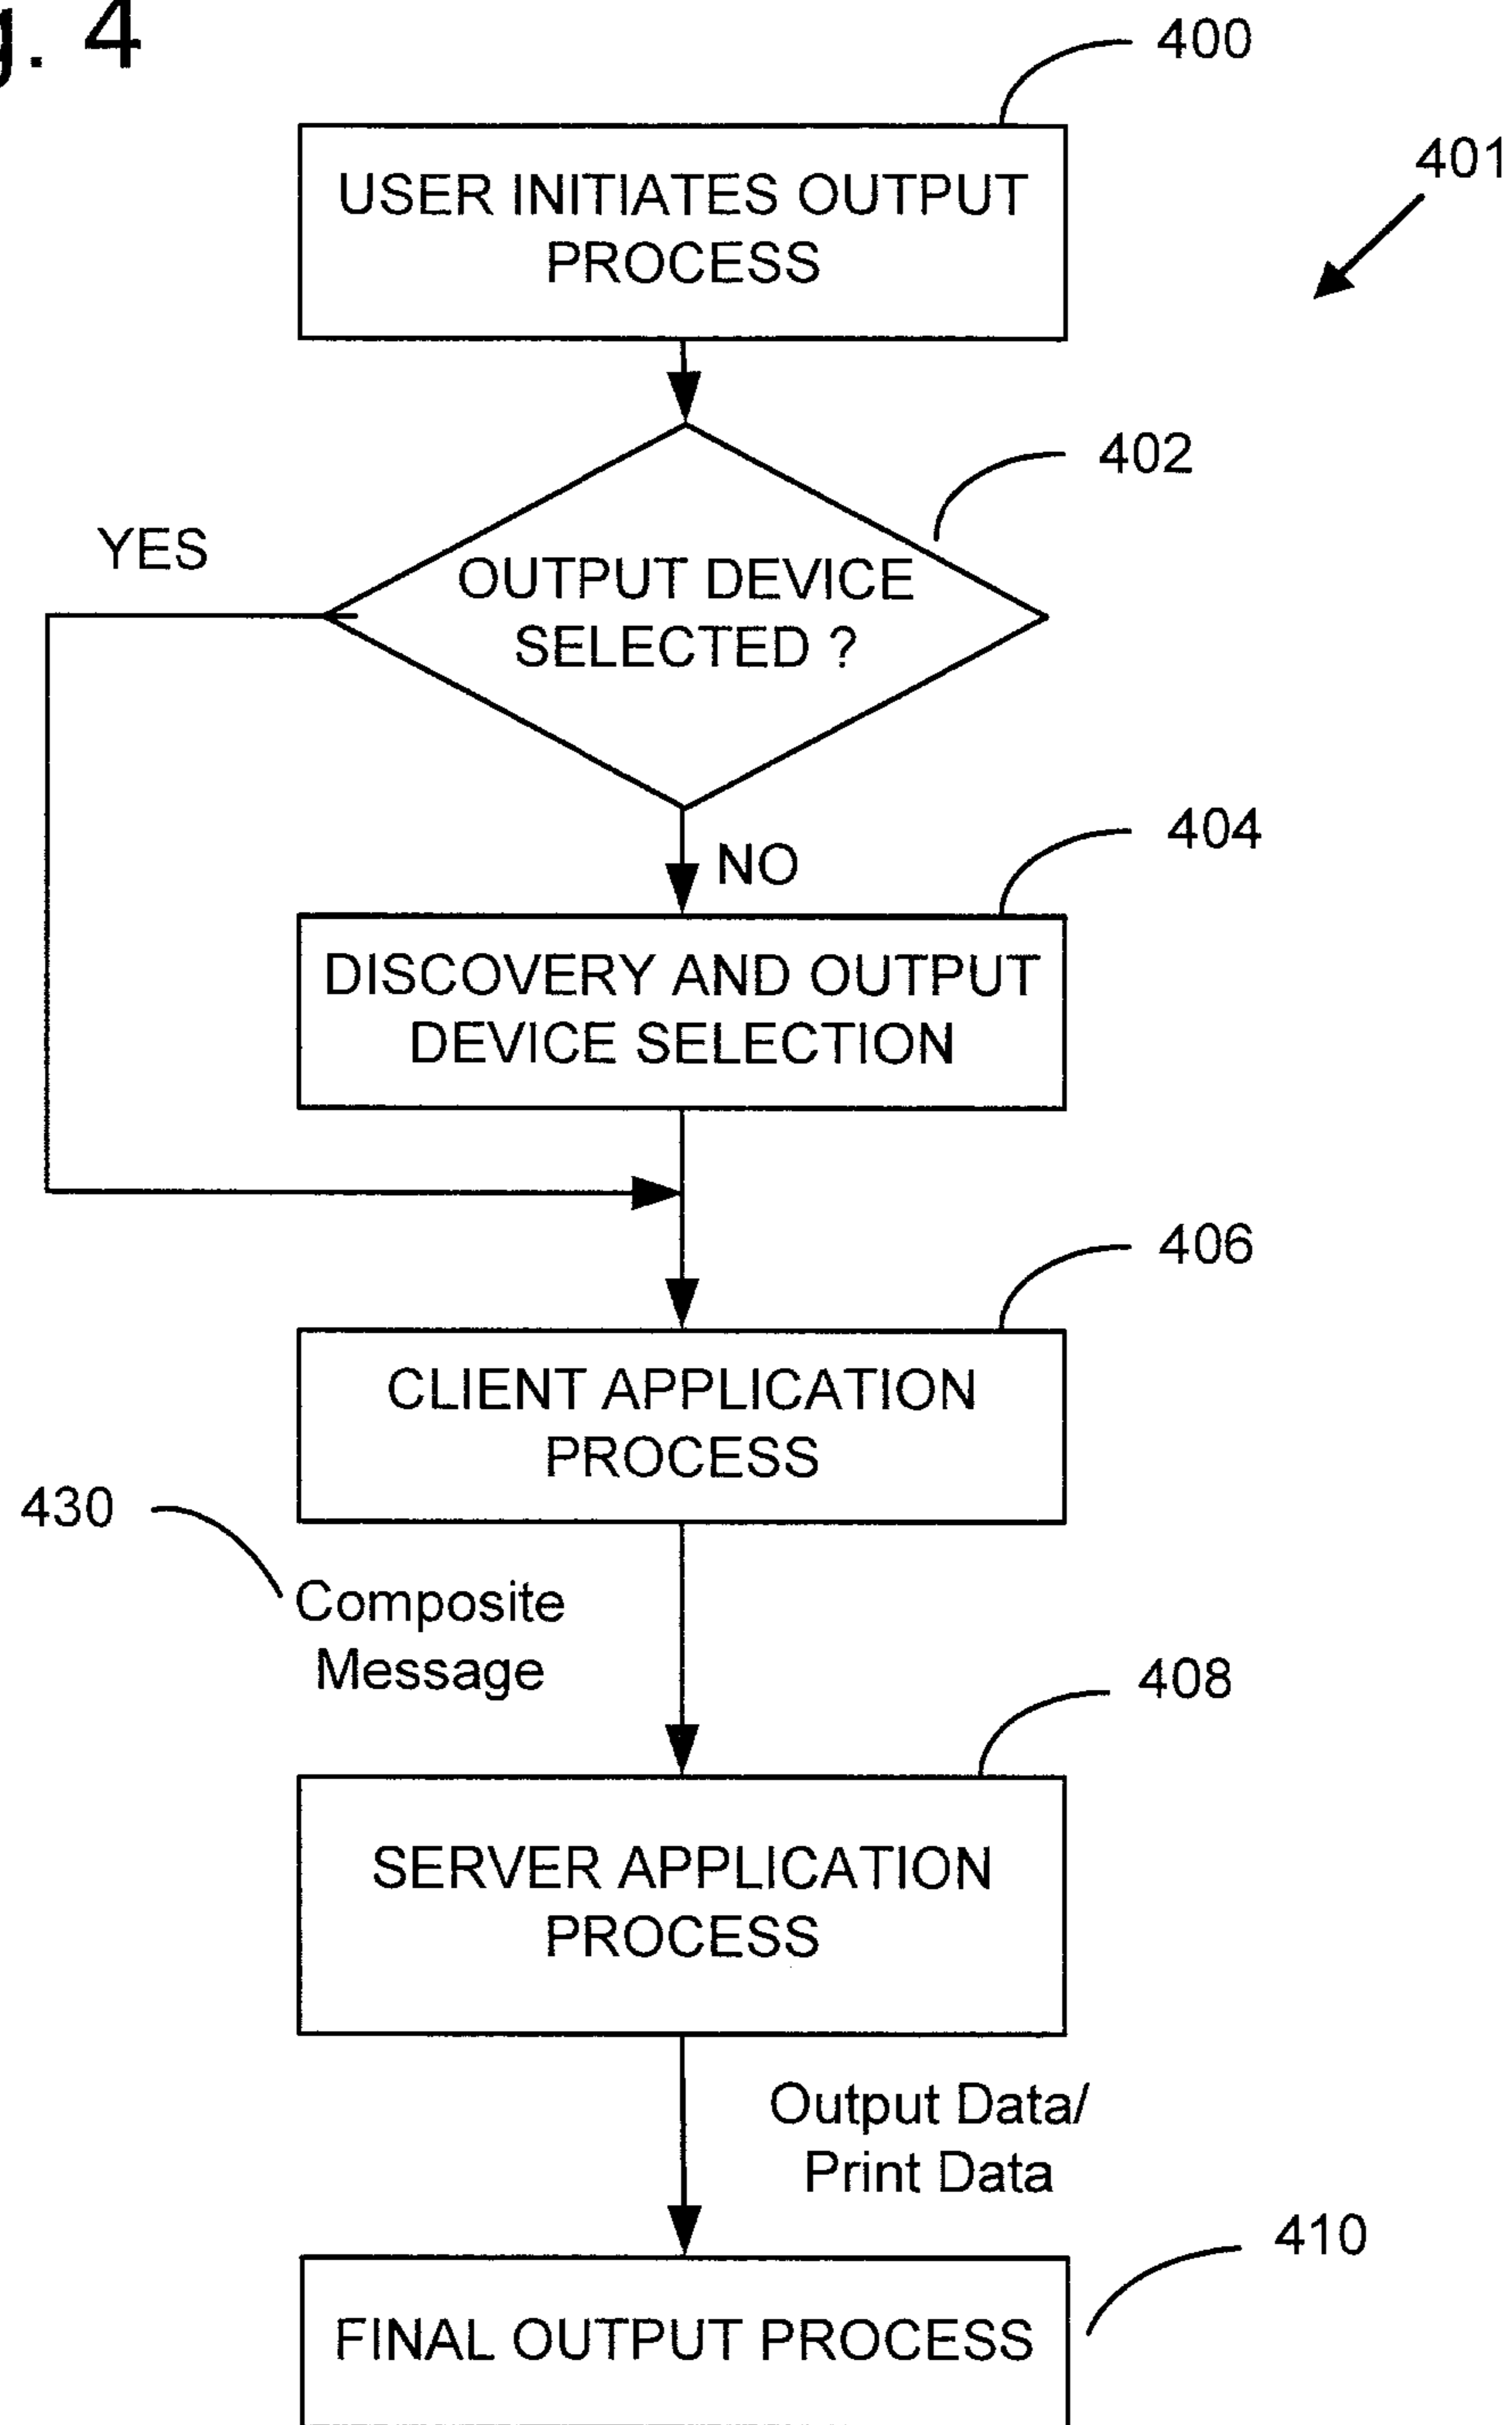 . 4
400
401
USER INITIATES OUTPUT
PROCESS
402
YES
OUTPUT DEVICE
SELECTED ?
NO
404
DISCOVERY AND OUTPUT
DEVICE SELECTION
406
CLIENT APPLICATION
PROCESS
430
Composite
Message
408
SERVER APPLICATION
PROCESS
Output Data/
Print Data
410
FINAL OUTPUT PROCESS